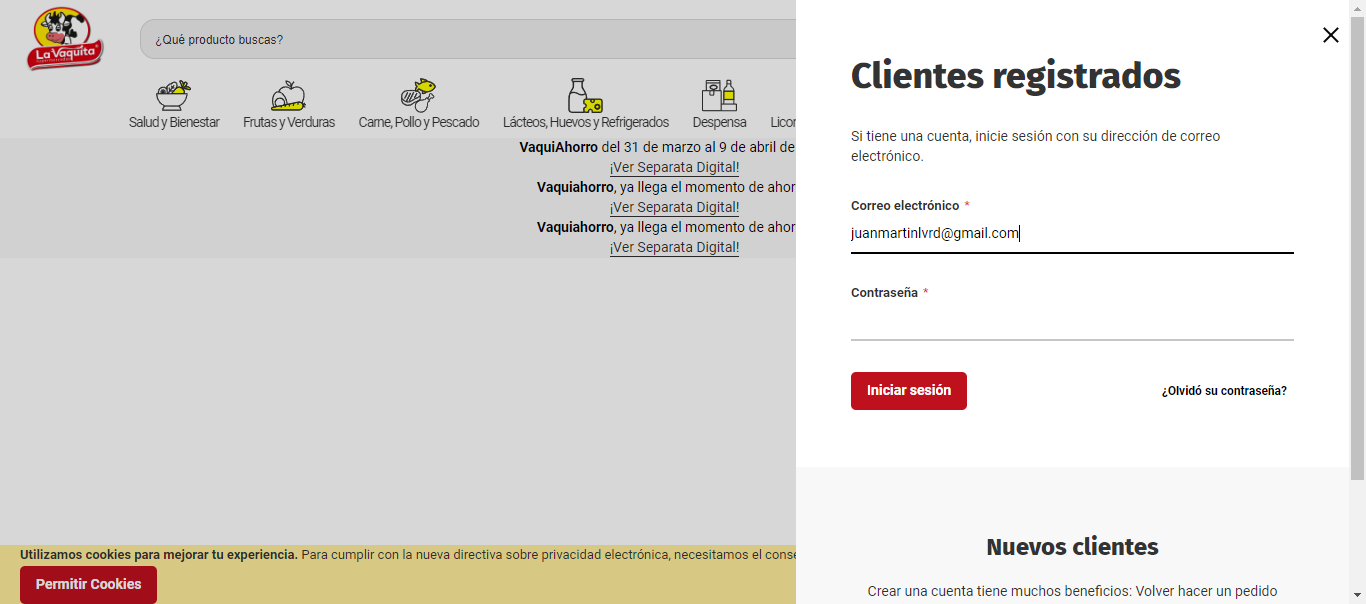 La Vaquita
¿Qué producto buscas?
Salud y Bienestar
Frutas y Verduras
Carne, Pollo y Pescado
Lácteos, Huevos y Refrigerados
Despensa
Licor
VaquiAhorro del 31 de marzo al 9 de abril de
¡Ver Separata Digital!
Vaquiahorro, ya llega el momento de ahor
¡Ver Separata Digital!
Vaquiahorro, ya llega el momento de ahor
¡Ver Separata Digital!
Utilizamos cookies para mejorar tu experiencia. Para cumplir con la nueva directiva sobre privacidad electrónica, necesitamos el conse
Permitir Cookies
Clientes registrados
Si tiene una cuenta, inicie sesión con su dirección de correo
electrónico.
Correo electrónico *
juanmartinlvrd@gmail.com
Contraseña *
Iniciar sesión
¿Olvidó su contraseña?
Nuevos clientes
Crear una cuenta tiene muchos beneficios: Volver hacer un pedido